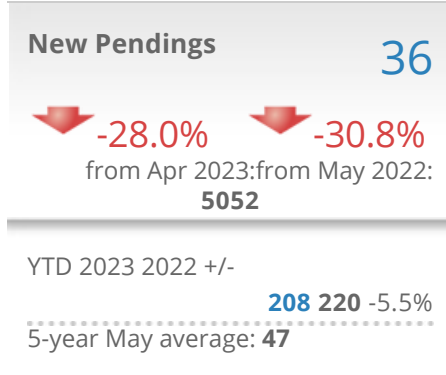 New Pendings 36
-28.0% -30.8%
from Apr 2023:from May 2022:
5052
YTD 2023 2022 +/-
208 220 -5.5%
5-year May average: 47